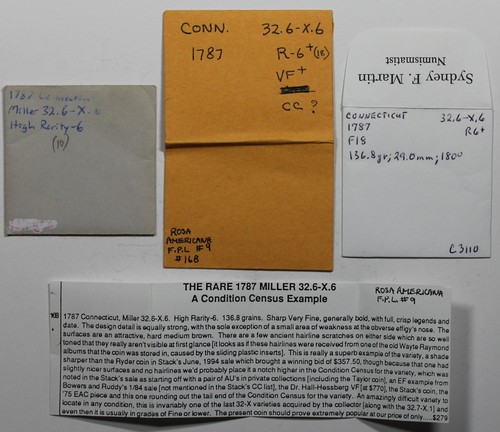 1787 Connecticut
Miller 32.6-X.6
High Rarity-6
(10)
CONN. 32.6-X.6
1787 R-6+(10)
VF+
CC ?
ROSA
AMERICANA
F.P.L #9
#168
Sydney F. Martin
Numismatist
CONNECTICUT 32.6-X.6
1787 R6+
F18
136.8gr; 29.0mm; 1800
C3110
THE RARE 1787 MILLER 32.6-X.6
A Condition Census Example
ROSA AMERICANA
F.P.L #9
1787 Connecticut, Miller 32.6-X.6. High Rarity-6. 136.8 grains. Sharp Very Fine, generally bold, with full, crisp legends and
date. The design detail is equally strong, with the sole exception of a small area of weakness at the obverse effigy's nose. The
surfaces are an attractive, hard medium brown. There are a few ancient hairline scratches on either side which are so well
toned that they really aren't visible at first glance [it looks as if these hairlines were received from one of the old Wayte Raymond
albums that the coin was stored in, caused by the sliding plastic inserts]. This is really a superb example of the variety, a shade
sharper than the Ryder coin in Stack's June, 1994 sale which brought a winning bid of $357.50, though because that one had
slightly nicer surfaces and no hairlines we'd probably place it a notch higher in the Condition Census for the variety, which was
noted in the Stack's sale as starting off with a pair of AU's in private collections [including the Taylor coin], an EF example from
Bowers and Ruddy's 1/84 sale [not mentioned in the Stack's CC list], the Dr. Hall-Hessberg VF [at $770], the Stack's coin, the
'75 EAC piece and this one rounding out the tail end of the Condition Census for the variety. An amazingly difficult variety to
locate in any condition, this is invariably one of the last 32-X varieties acquired by the collector [along with the 32.7-X.1] and
even then it is usually in grades of Fine or lower. The present coin should prove extremely popular at our price of only.....$279